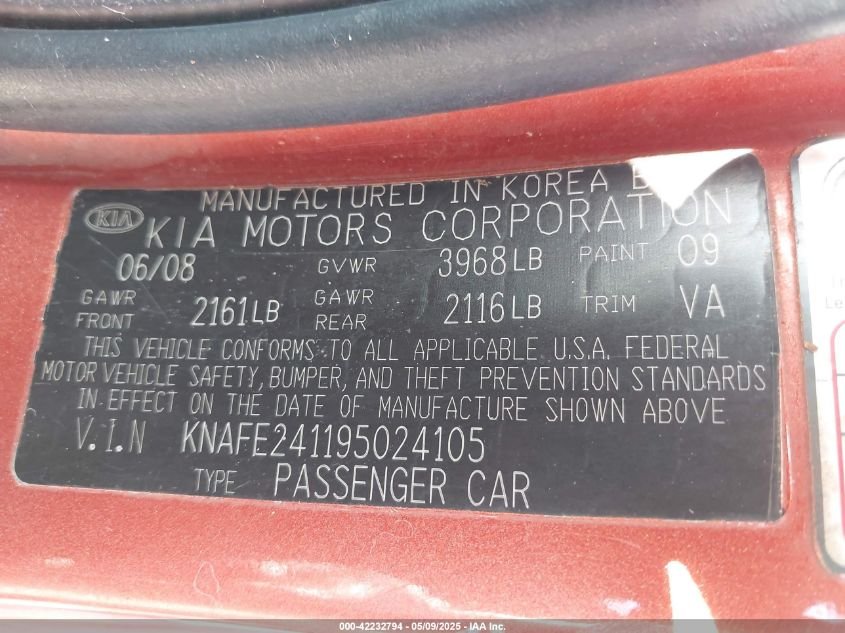 MANUFACTURED IN KOREA B
KIA
KIA MOTORS CORPORATION
06/08 GVWR 3968LB PAINT 09
GAWR FRONT 2161LB GAWR REAR 2116LB TRIM VA
THIS VEHICLE CONFORMS TO ALL APPLICABLE U.S.A. FEDERAL
MOTOR VEHICLE SAFETY, BUMPER, AND THEFT PREVENTION STANDARDS
IN EFFECT ON THE DATE OF MANUFACTURE SHOWN ABOVE
V.I.N KNAFE241195024105
TYPE PASSENGER CAR
000-42232794 - 05/09/2025 - IAA Inc.